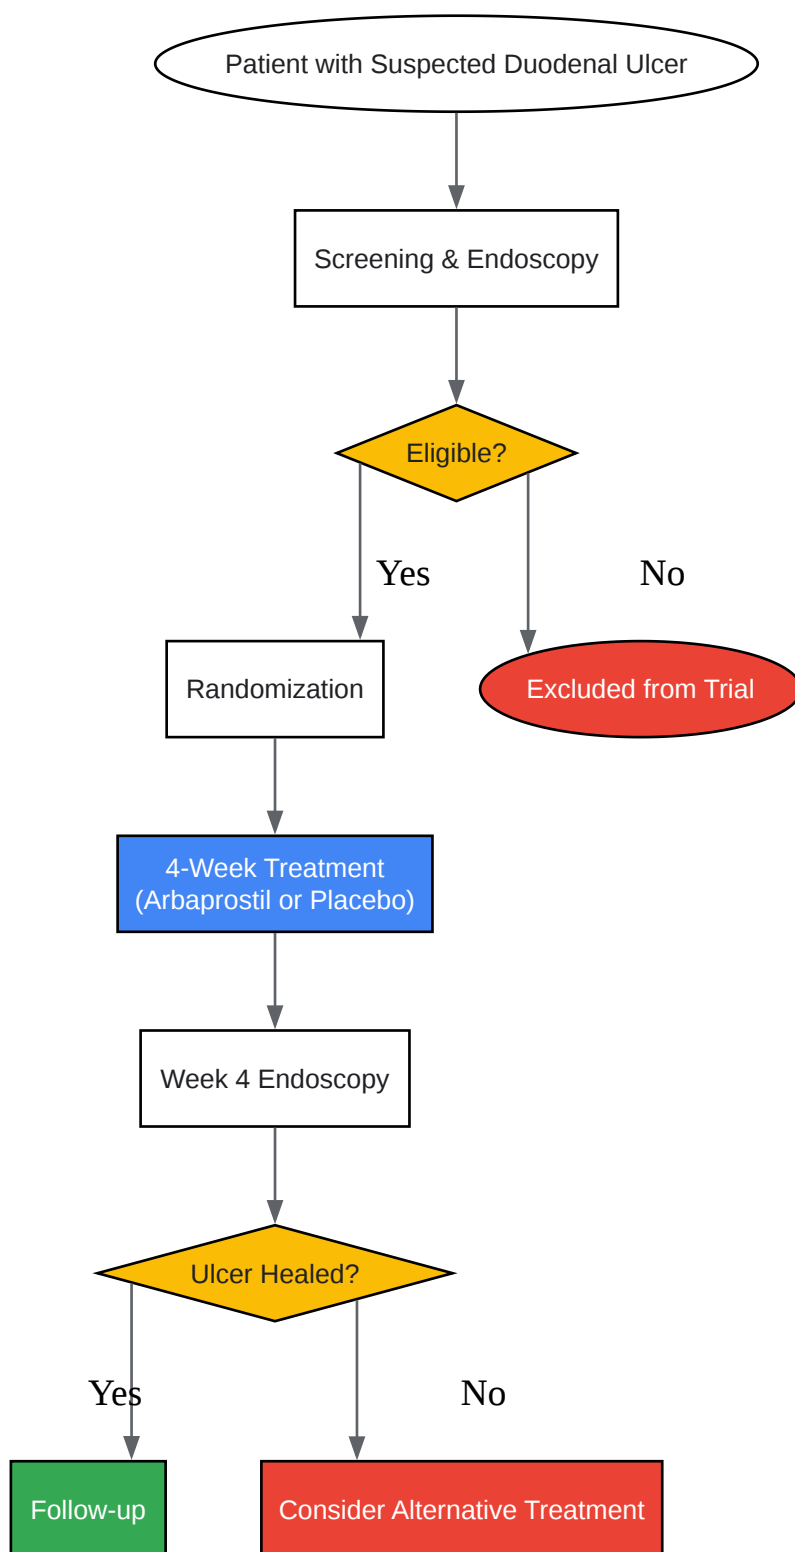 Patient with Suspected Duodenal Ulcer
Screening & Endoscopy
Eligible?
Yes
No
Randomization
Excluded from Trial
4-Week Treatment
(Arbaprostil or Placebo)
Week 4 Endoscopy
Ulcer Healed?
Yes
No
Follow-up
Consider Alternative Treatment